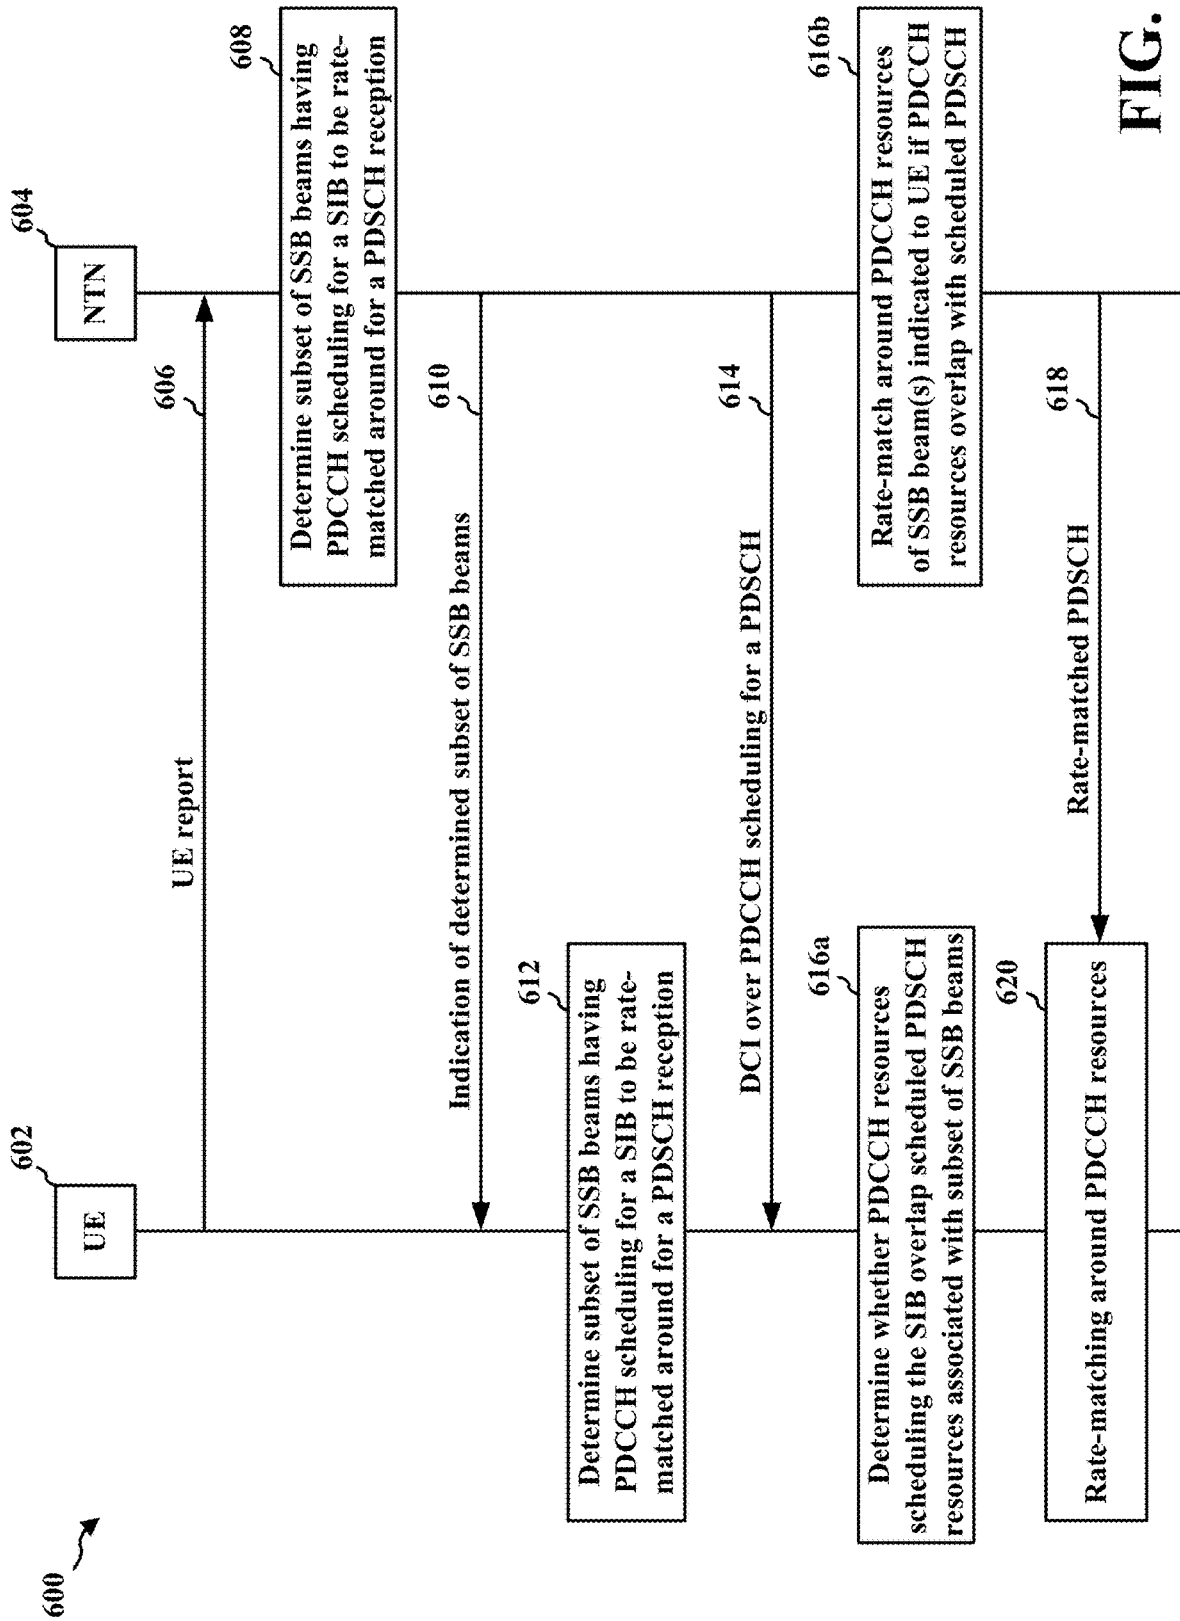 600
602
UE
604
NTN
606
UE report
608
Determine subset of SSB beams having
PDCCH scheduling for a SIB to be rate-
matched around for a PDSCH reception
610
Indication of determined subset of SSB beams
612
Determine subset of SSB beams having
PDCCH scheduling for a SIB to be rate-
matched around for a PDSCH reception
614
DCI over PDCCH scheduling for a PDSCH
616a
Determine whether PDCCH resources
scheduling the SIB overlap scheduled PDSCH
resources associated with subset of SSB beams
616b
Rate-match around PDCCH resources
of SSB beam(s) indicated to UE if PDCCH
resources overlap with scheduled PDSCH
618
Rate-matched PDSCH
620
Rate-matching around PDCCH resources
FIG.